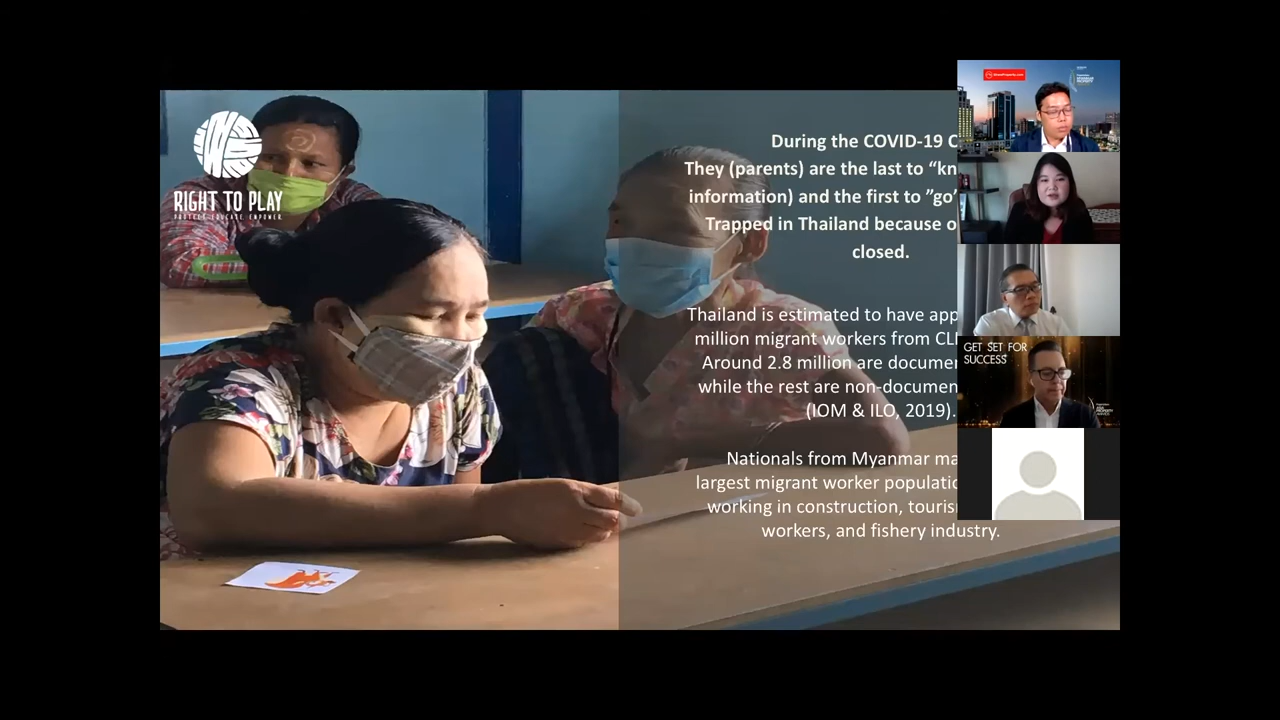 RIGHT TO PLAY
PROTECT. EDUCATE. EMPOWER.
During the COVID-19 C
They (parents) are the last to “kn
information) and the first to ”go”
Trapped in Thailand because o
closed.
Thailand is estimated to have app
million migrant workers from CL
Around 2.8 million are documen
while the rest are non-documen
(IOM & ILO, 2019).
Nationals from Myanmar ma
largest migrant worker populatio
working in construction, touris
workers, and fishery industry.
GET SET FOR
SUCCESS